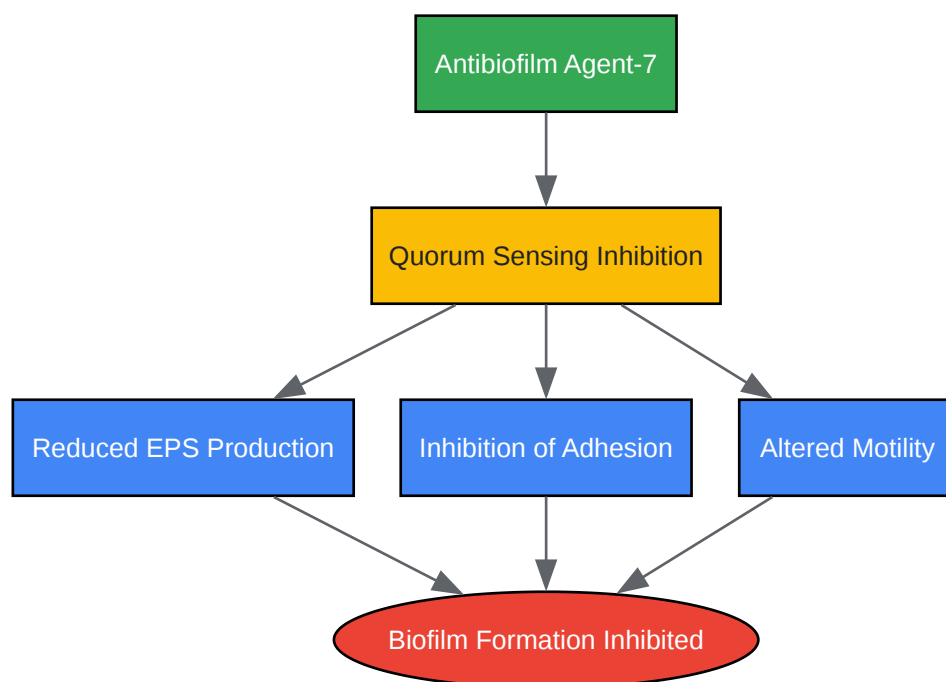 Antibiofilm Agent-7
Quorum Sensing Inhibition
Reduced EPS Production
Inhibition of Adhesion
Altered Motility
Biofilm Formation Inhibited